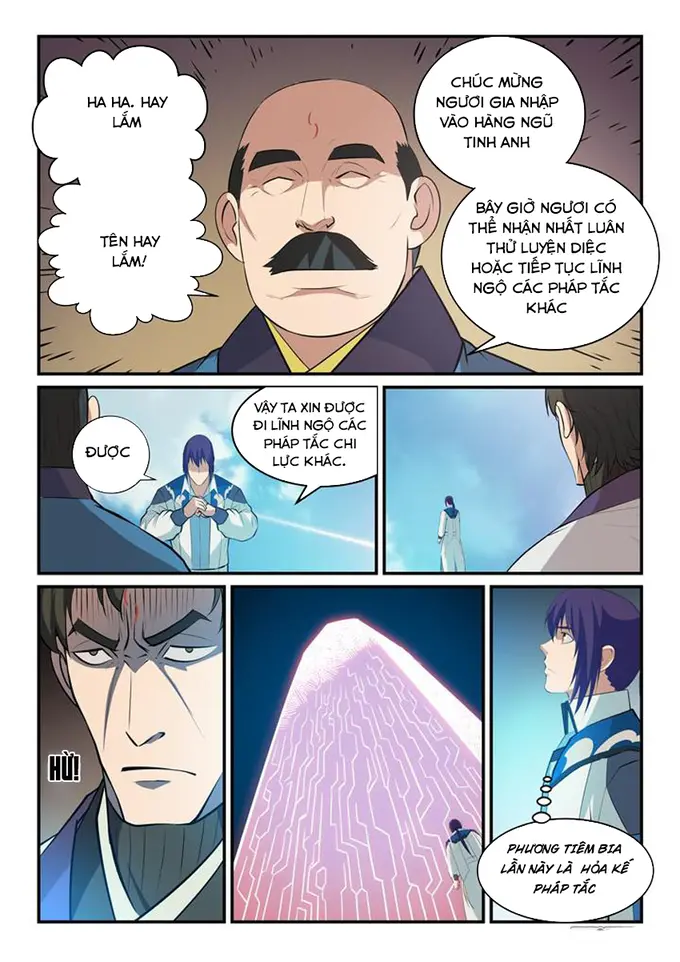 HA HA. HAY
LẮM
TÊN HAY
LẮM!
CHÚC MỪNG
NGƯƠI GIA NHẬP
VÀO HÀNG NGŨ
TINH ANH
BÂY GIỜ NGƯƠI CÓ
THỂ NHẬN NHẤT LUÂN
THỬ LUYỆN DIỆC
HOẶC TIẾP TỤC LĨNH
NGỘ CÁC PHÁP TẮC
KHÁC
ĐƯỢC
VẬY TA XIN ĐƯỢC
ĐI LĨNH NGỘ CÁC
PHÁP TẮC CHI
LỰC KHÁC.
HỪ!
PHƯƠNG TIÊM BIA
LẦN NÀY LÀ HỎA KẾ
PHÁP TẮC